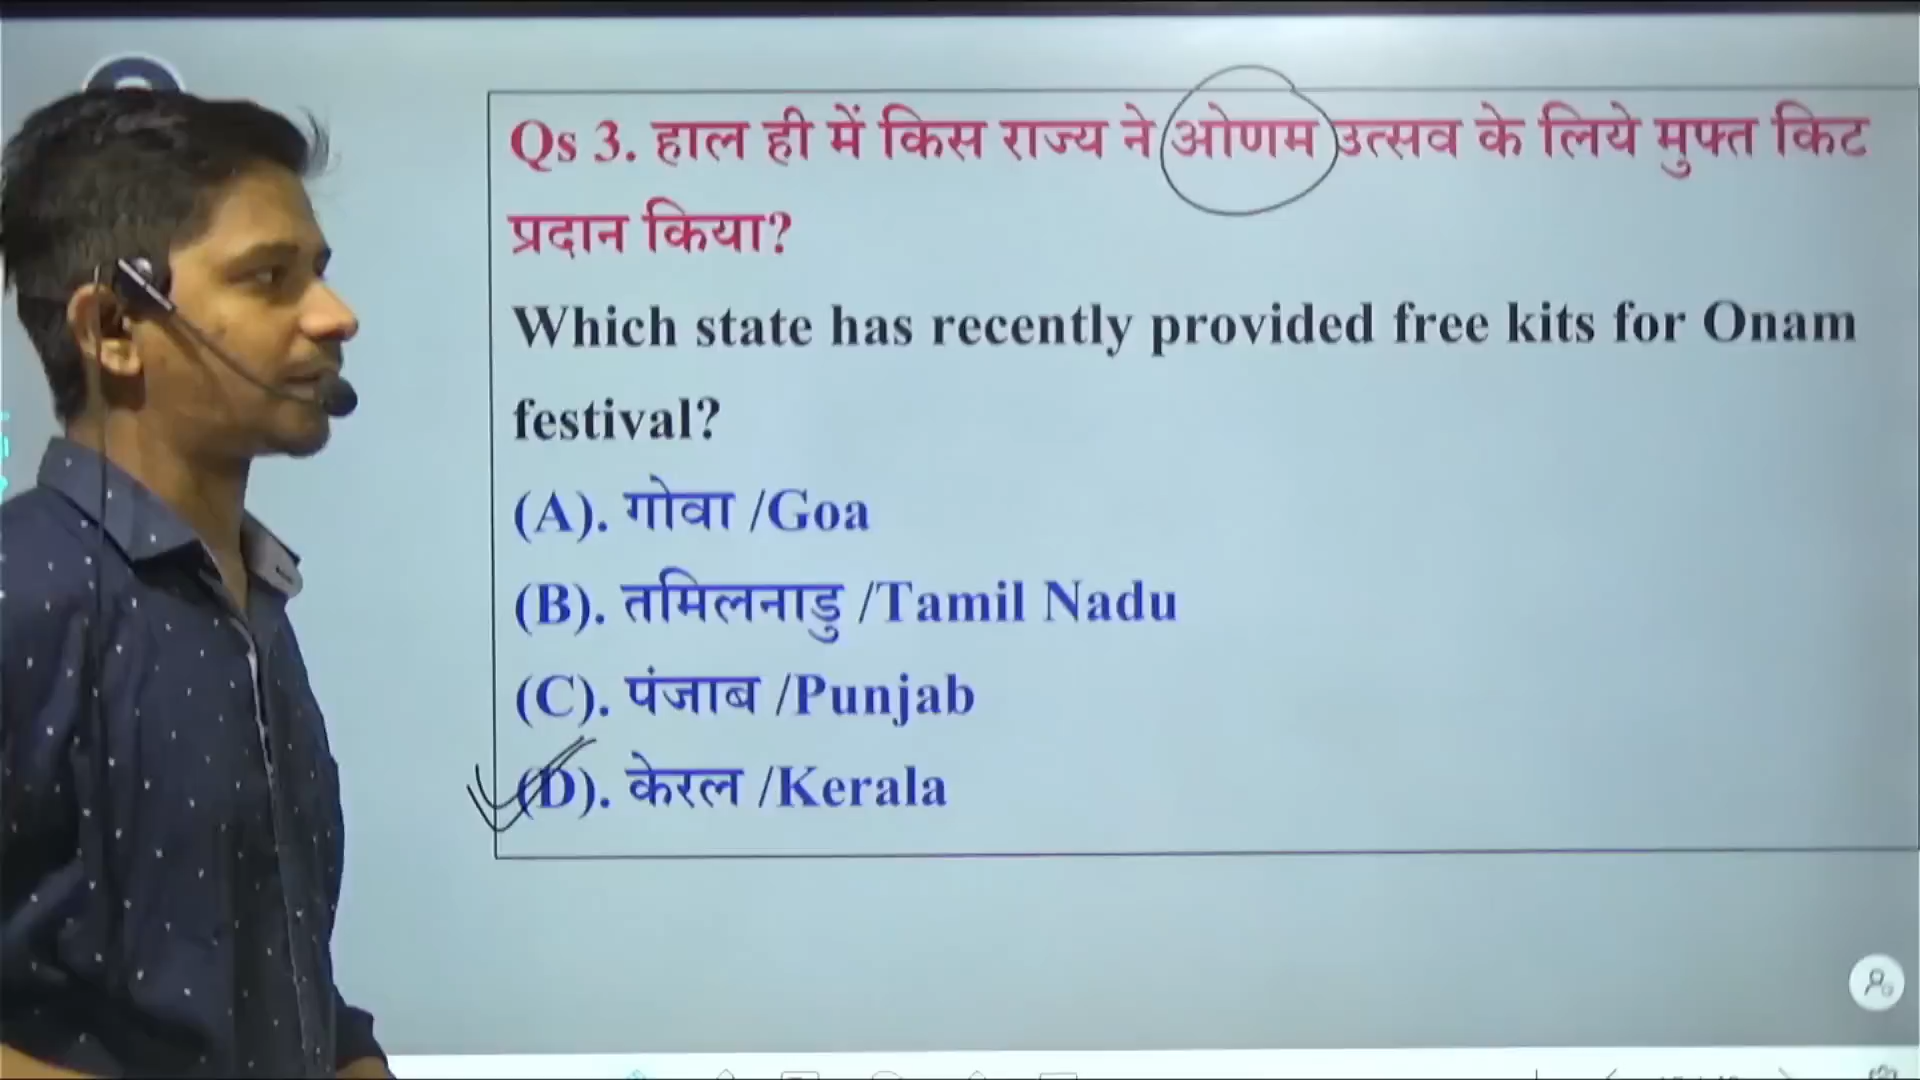 Qs 3. हाल ही में किस राज्य ने ओणम उत्सव के लिये मुफ्त किट
प्रदान किया?
Which state has recently provided free kits for Onam
festival?
(A). गोवा /Goa
(B). तमिलनाडु /Tamil Nadu
(C). पंजाब /Punjab
(D). केरल /Kerala